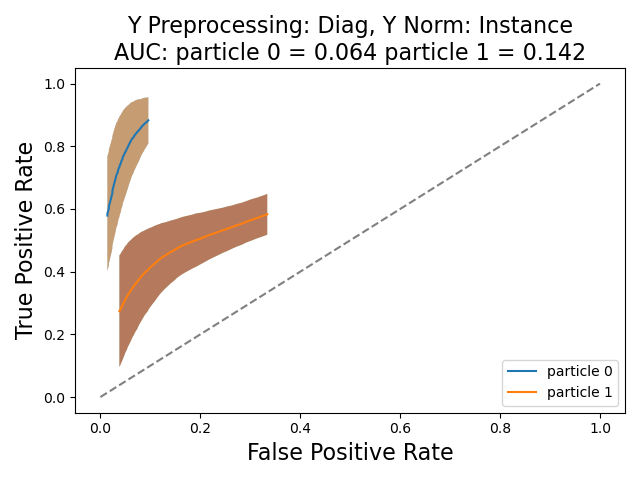 Y Preprocessing: Diag, Y Norm: Instance
AUC: particle 0 = 0.064 particle 1 = 0.142
True Positive Rate
1.0
0.8
0.6
0.4
0.2
0.0
0.0 0.2 0.4 0.6 0.8 1.0
False Positive Rate
particle 0
particle 1